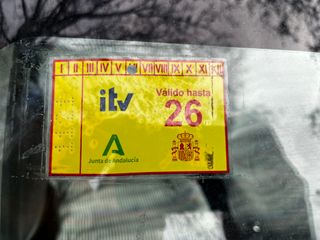 I II III IV V VI VII VIII IX X XI XII
itv
Válido hasta
26
Junta de Andalucía